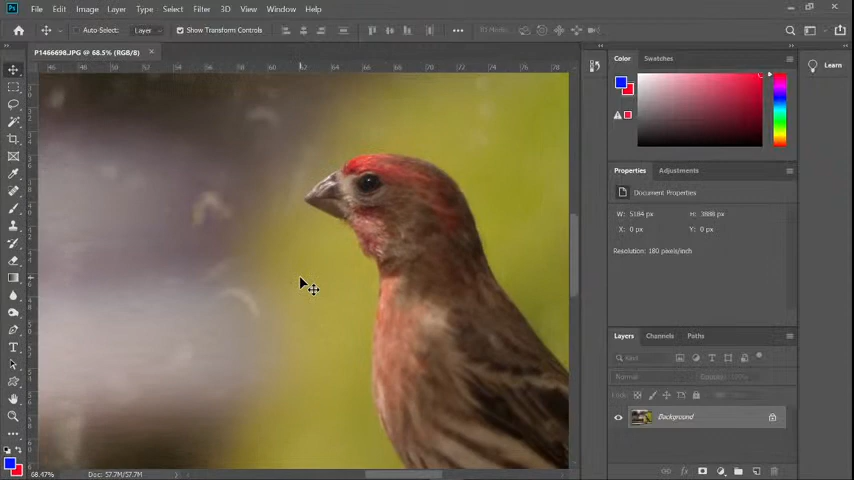 Ps File Edit Image Layer Type Select Filter 3D View Window Help
Auto-Select: Layer Show Transform Controls
P1466698.JPG @ 68.5% (RGB/8)
Color Swatches
Learn
Properties Adjustments
Document Properties
W: 5184 px H: 3888 px
X: 0 px Y: 0 px
Resolution: 180 pixels/inch
Layers Channels Paths
Kind
Normal
Lock:
Background
68.47% Doc: 57.7M/57.7M